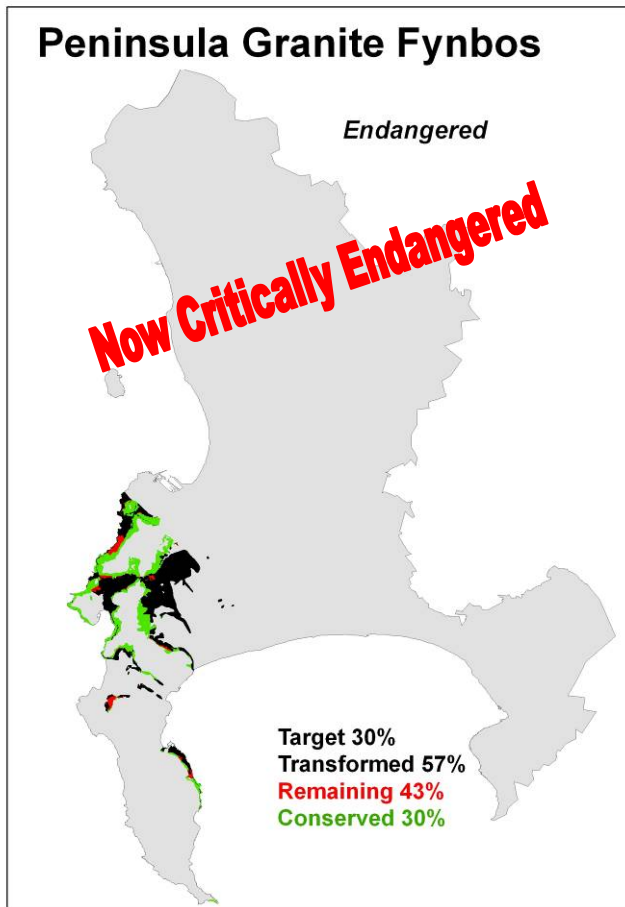 Peninsula Granite Fynbos
Endangered
Now Critically Endangered
Target 30%
Transformed 57%
Remaining 43%
Conserved 30%